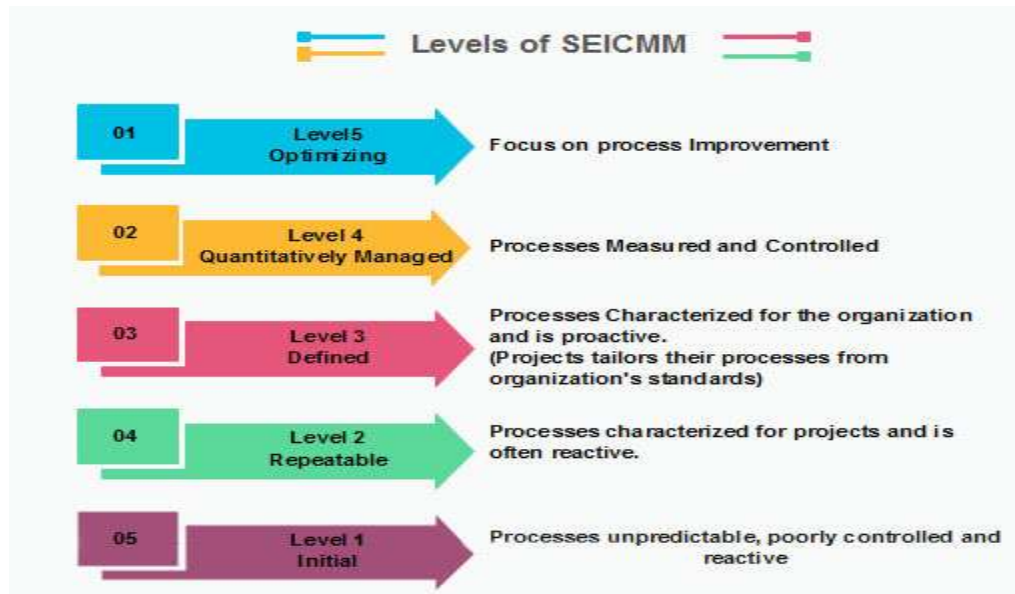 Levels of SEICMM
01
Level5
Optimizing
Focus on process Improvement
02
Level 4
Quantitatively Managed
Processes Measured and Controlled
03
Level 3
Defined
Processes Characterized for the organization
and is proactive.
(Projects tailors their processes from
organization's standards)
04
Level 2
Repeatable
Processes characterized for projects and is
often reactive.
05
Level 1
Initial
Processes unpredictable, poorly controlled and
reactive